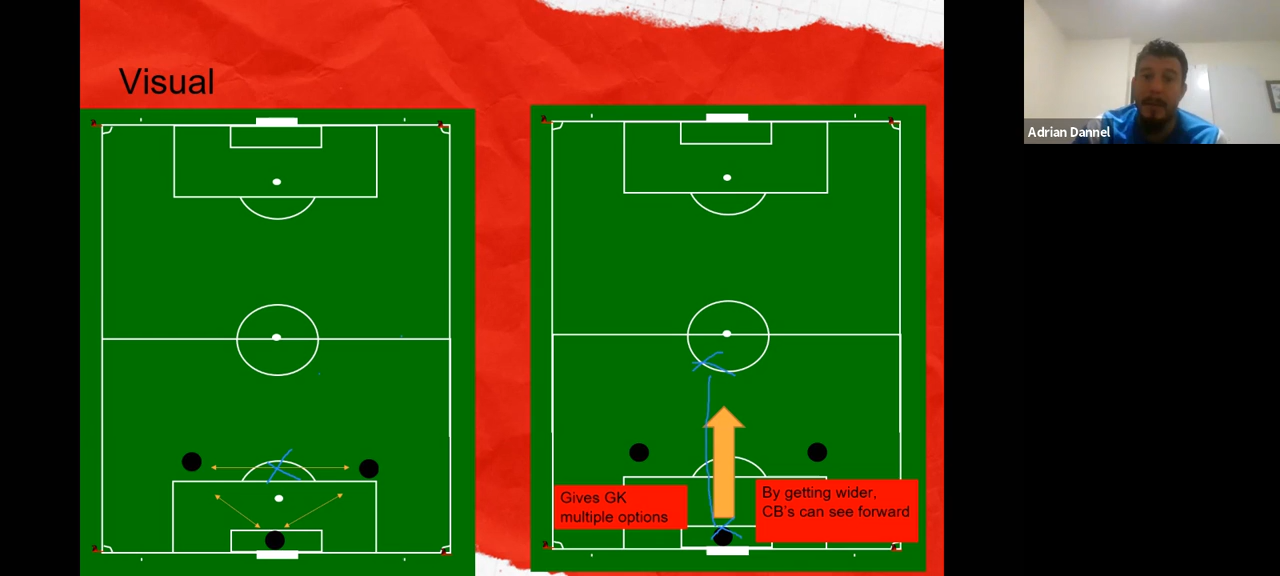 Visual
Gives GK
multiple options
By getting wider,
CB's can see forward
Adrian Dannel